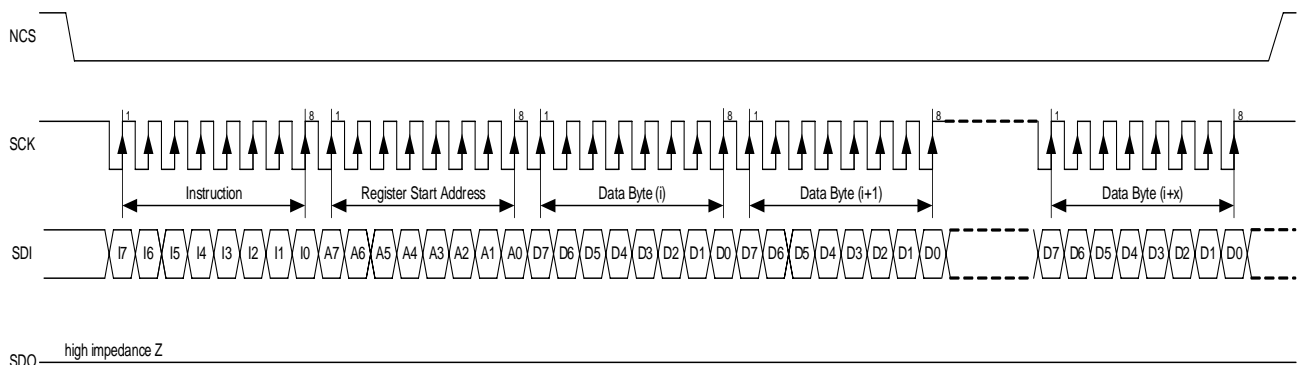 NCS
1 8 1 8 1 8 1 8 1 8
SCK
Instruction Register Start Address Data Byte (i) Data Byte (i+1) Data Byte (i+x)
SDI I7 I6 I5 I4 I3 I2 I1 I0 A7 A6 A5 A4 A3 A2 A1 A0 D7 D6 D5 D4 D3 D2 D1 D0 D7 D6 D5 D4 D3 D2 D1 D0 D7 D6 D5 D4 D3 D2 D1 D0
high impedance Z
SDO